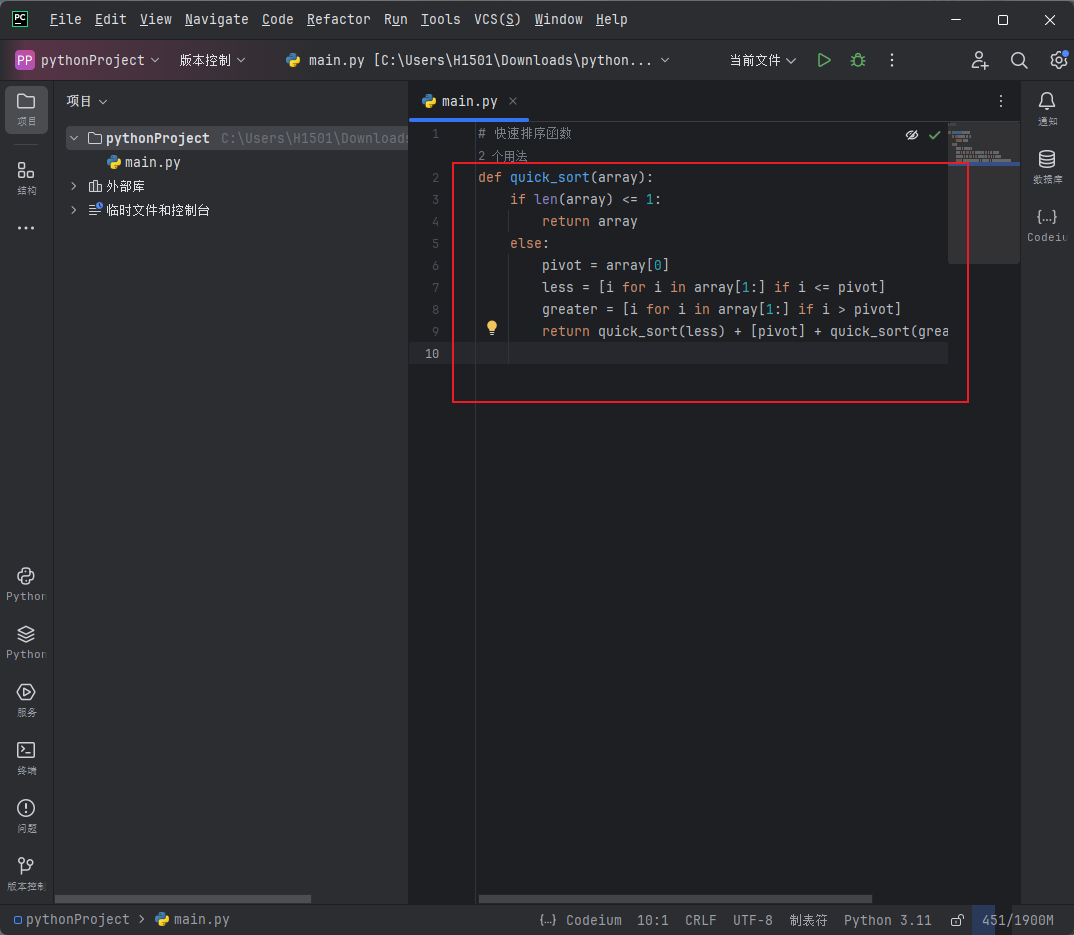 PC File Edit View Navigate Code Refactor Run Tools VCS(S) Window Help
PP pythonProject 版本控制 main.py [C:\Users\H1501\Downloads\python... 当前文件
项目
项目
main.py
通知
pythonProject C:\Users\H1501\Downloads
main.py
外部库
临时文件和控制台
结构
1 # 快速排序函数
2 个用法
2 def quick_sort(array):
3 if len(array) <= 1:
4 return array
5 else:
6 pivot = array[0]
7 less = [i for i in array[1:] if i <= pivot]
8 greater = [i for i in array[1:] if i > pivot]
9 return quick_sort(less) + [pivot] + quick_sort(grea
10
数据库
{...}
Codeiu
Python
Python
服务
终端
问题
版本控制
pythonProject > main.py {...} Codeium 10:1 CRLF UTF-8 制表符 Python 3.11 451/1900M